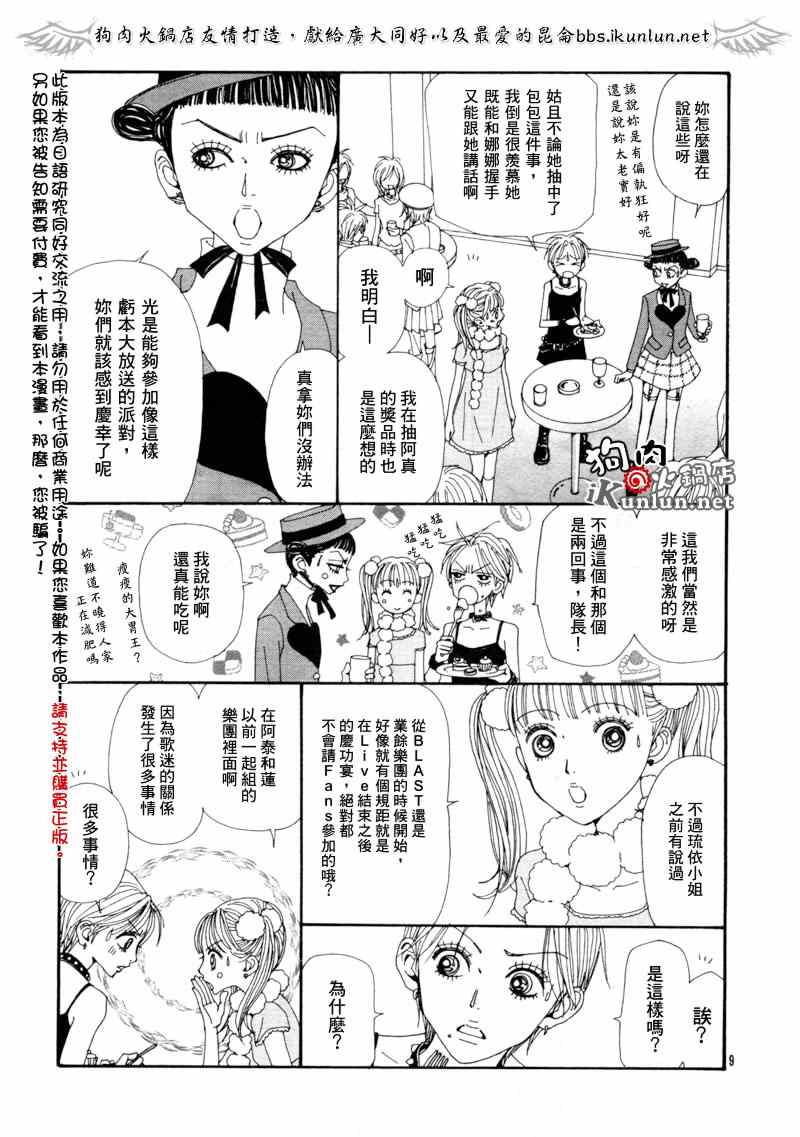 狗肉火鍋店友情打造，獻給廣大同好以及最愛的昆侖bbs.ikunlun.net
此版本為日語研究同好交流之用！請勿用於任何商業用途。如果您喜歡本作品！請支持並購買正版。
另如果您被告知需要付費，才能看到本漫畫，那麼，您被騙了！
妳怎麼還在
說這些呀
該說妳是有偏執狂好呢
還是說妳太老實好
姑且不論她抽中了
包包這件事，
我倒是很羨慕她
既能和娜娜握手
又能跟她講話啊
啊
我明白—
我在抽阿真
的獎品時也
是這麼想的
真拿妳們沒辦法
光是能夠參加像這樣
虧本大放送的派對，
妳們就該感到慶幸了呢
狗肉火鍋店
iKunlun.net
這我們當然是
非常感激的呀
不過這個和那個
是兩回事，隊長！
猛吃
猛吃
猛吃
我說妳啊
還真能吃呢
瘦瘦的大胃王？
妳難道不曉得人家
正在減肥嗎
不過琉依小姐
之前有說過
從BLAST還是
業餘樂團的時候開始，
好像就有個規矩就是
在Live結束之後
的慶功宴，絕對都
不會請Fans參加的哦？
誒？
是這樣嗎？
為什麼？
在阿泰和蓮
以前一起組的
樂團裡面啊
因為歌迷的關係
發生了很多事情
很多事情？
9